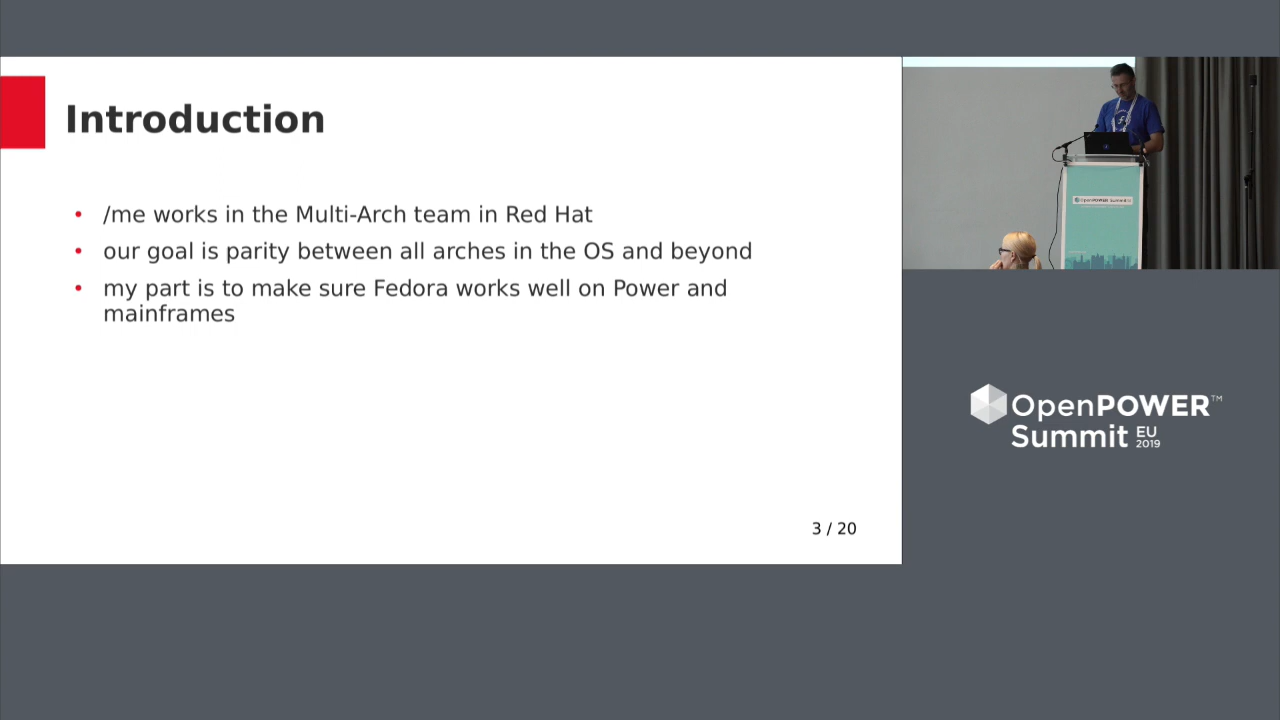 Introduction
• /me works in the Multi-Arch team in Red Hat
• our goal is parity between all arches in the OS and beyond
• my part is to make sure Fedora works well on Power and
mainframes
3 / 20
OpenPOWER Summit
OpenPOWER™
Summit EU
2019